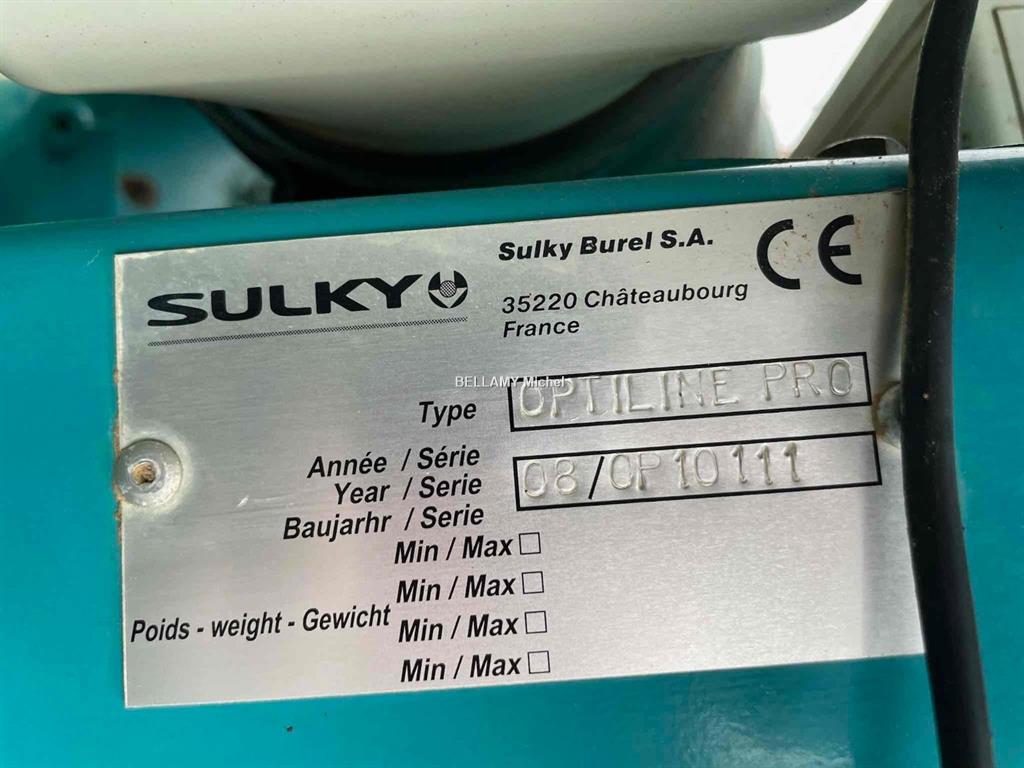 SULKY
Sulky Burel S.A.
CE
35220 Châteaubourg
France
BELLAMY Michel
Type OPTILINE PRO
Année / Série
Year / Serie 08/OP10111
Baujarhr / Serie
Min / Max
Min / Max
Poids - weight - Gewicht Min / Max
Min / Max